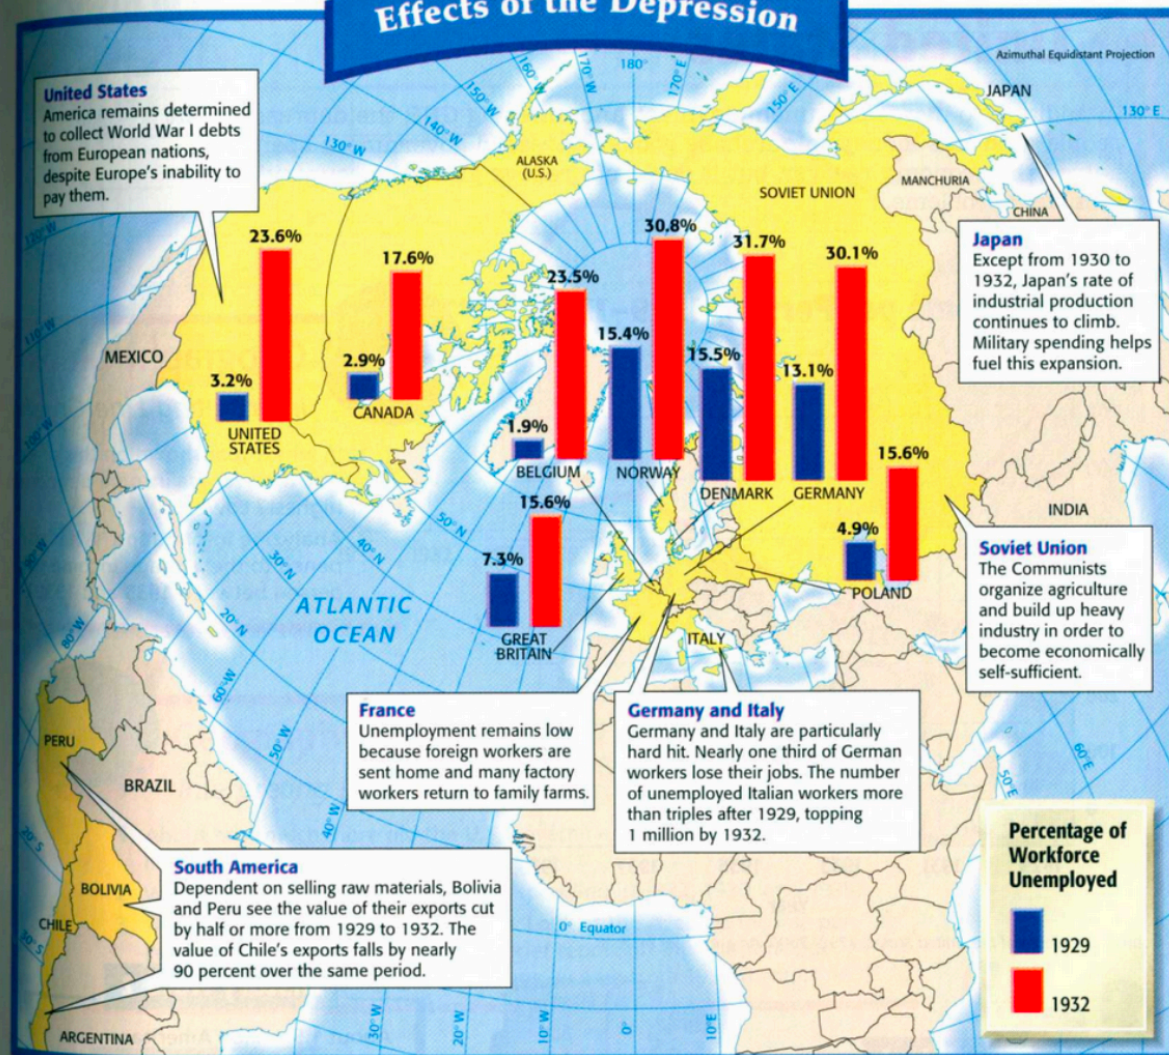 Effects of the Depression
Azimuthal Equidistant Projection
160°W
170°W
180°
170°E
150°E
150°W
140°W
130°W
130°E
JAPAN
ALASKA
(U.S.)
SOVIET UNION
MANCHURIA
CHINA
United States
America remains determined
to collect World War I debts
from European nations,
despite Europe's inability to
pay them.
Japan
Except from 1930 to
1932, Japan's rate of
industrial production
continues to climb.
Military spending helps
fuel this expansion.
120°W
110°W
100°W
90°W
80°W
MEXICO
3.2%
23.6%
UNITED
STATES
2.9%
17.6%
CANADA
1.9%
23.5%
BELGIUM
15.4%
30.8%
NORWAY
15.5%
31.7%
DENMARK
13.1%
30.1%
GERMANY
4.9%
15.6%
POLAND
7.3%
15.6%
GREAT
BRITAIN
INDIA
ITALY
50°N
40°N
30°N
20°N
ATLANTIC
OCEAN
Soviet Union
The Communists
organize agriculture
and build up heavy
industry in order to
become economically
self-sufficient.
60°W
50°W
40°W
60°E
50°E
France
Unemployment remains low
because foreign workers are
sent home and many factory
workers return to family farms.
Germany and Italy
Germany and Italy are particularly
hard hit. Nearly one third of German
workers lose their jobs. The number
of unemployed Italian workers more
than triples after 1929, topping
1 million by 1932.
PERU
BRAZIL
20°S
BOLIVIA
CHILE
30°S
ARGENTINA
South America
Dependent on selling raw materials, Bolivia
and Peru see the value of their exports cut
by half or more from 1929 to 1932. The
value of Chile's exports falls by nearly
90 percent over the same period.
0° Equator
30°W
20°W
10°W
0°
10°E
Percentage of
Workforce
Unemployed
1929
1932